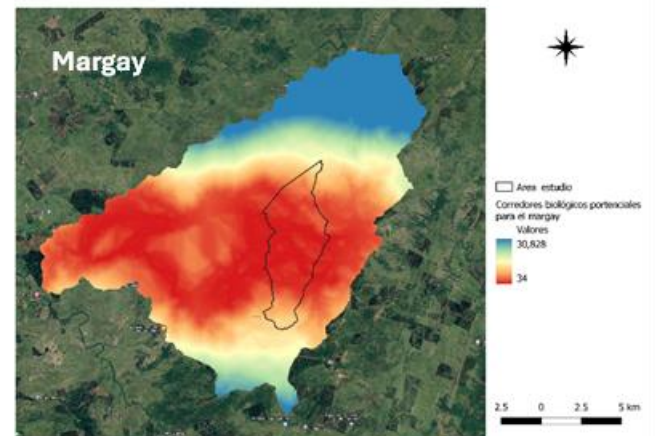 Margay
Area estudio
Corredores biológicos portenciales
para el margay
Valores
30,828
34
2.5 0 2.5 5 km